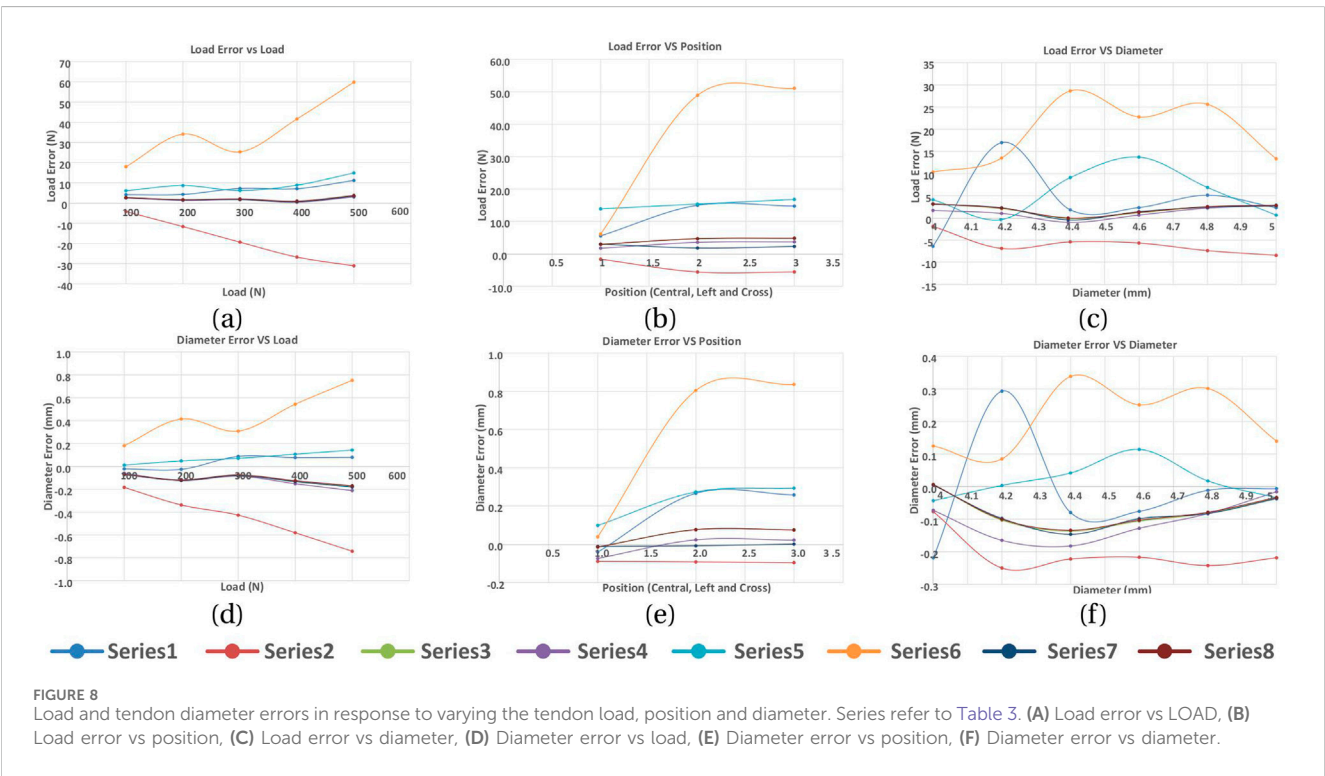 Load Error vs Load
70
60
50
40
30
20
10
0
-10
-20
-30
-40
100 200 300 400 500 600
Load Error (N)
Load (N)
(a)
Load Error VS Position
60.0
50.0
40.0
30.0
20.0
10.0
0.0
-10.0
0.5 1 1.5 2 2.5 3 3.5
Load Error (N)
Position (Central, Left and Cross)
(b)
Load Error VS Diameter
35
30
25
20
15
10
5
0
-5
-10
-15
4 4.1 4.2 4.3 4.4 4.5 4.6 4.7 4.8 4.9 5
Load Error (N)
Diameter (mm)
(c)
Diameter Error VS Load
1.0
0.8
0.6
0.4
0.2
0.0
-0.2
-0.4
-0.6
-0.8
-1.0
100 200 300 400 500 600
Diameter Error (mm)
Load (N)
(d)
Diameter Error VS Position
1.0
0.8
0.6
0.4
0.2
0.0
-0.2
0.5 1.0 1.5 2.0 2.5 3.0 3.5
Diameter Error (mm)
Position (Central, Left and Cross)
(e)
Diameter Error VS Diameter
0.4
0.3
0.2
0.1
0.0
-0.1
-0.2
-0.3
4 4.1 4.2 4.3 4.4 4.5 4.6 4.7 4.8 4.9 5
Diameter Error (mm)
Diameter (mm)
(f)
Series1 Series2 Series3 Series4 Series5 Series6 Series7 Series8
FIGURE 8
Load and tendon diameter errors in response to varying the tendon load, position and diameter. Series refer to Table 3. (A) Load error vs LOAD, (B)
Load error vs position, (C) Load error vs diameter, (D) Diameter error vs load, (E) Diameter error vs position, (F) Diameter error vs diameter.